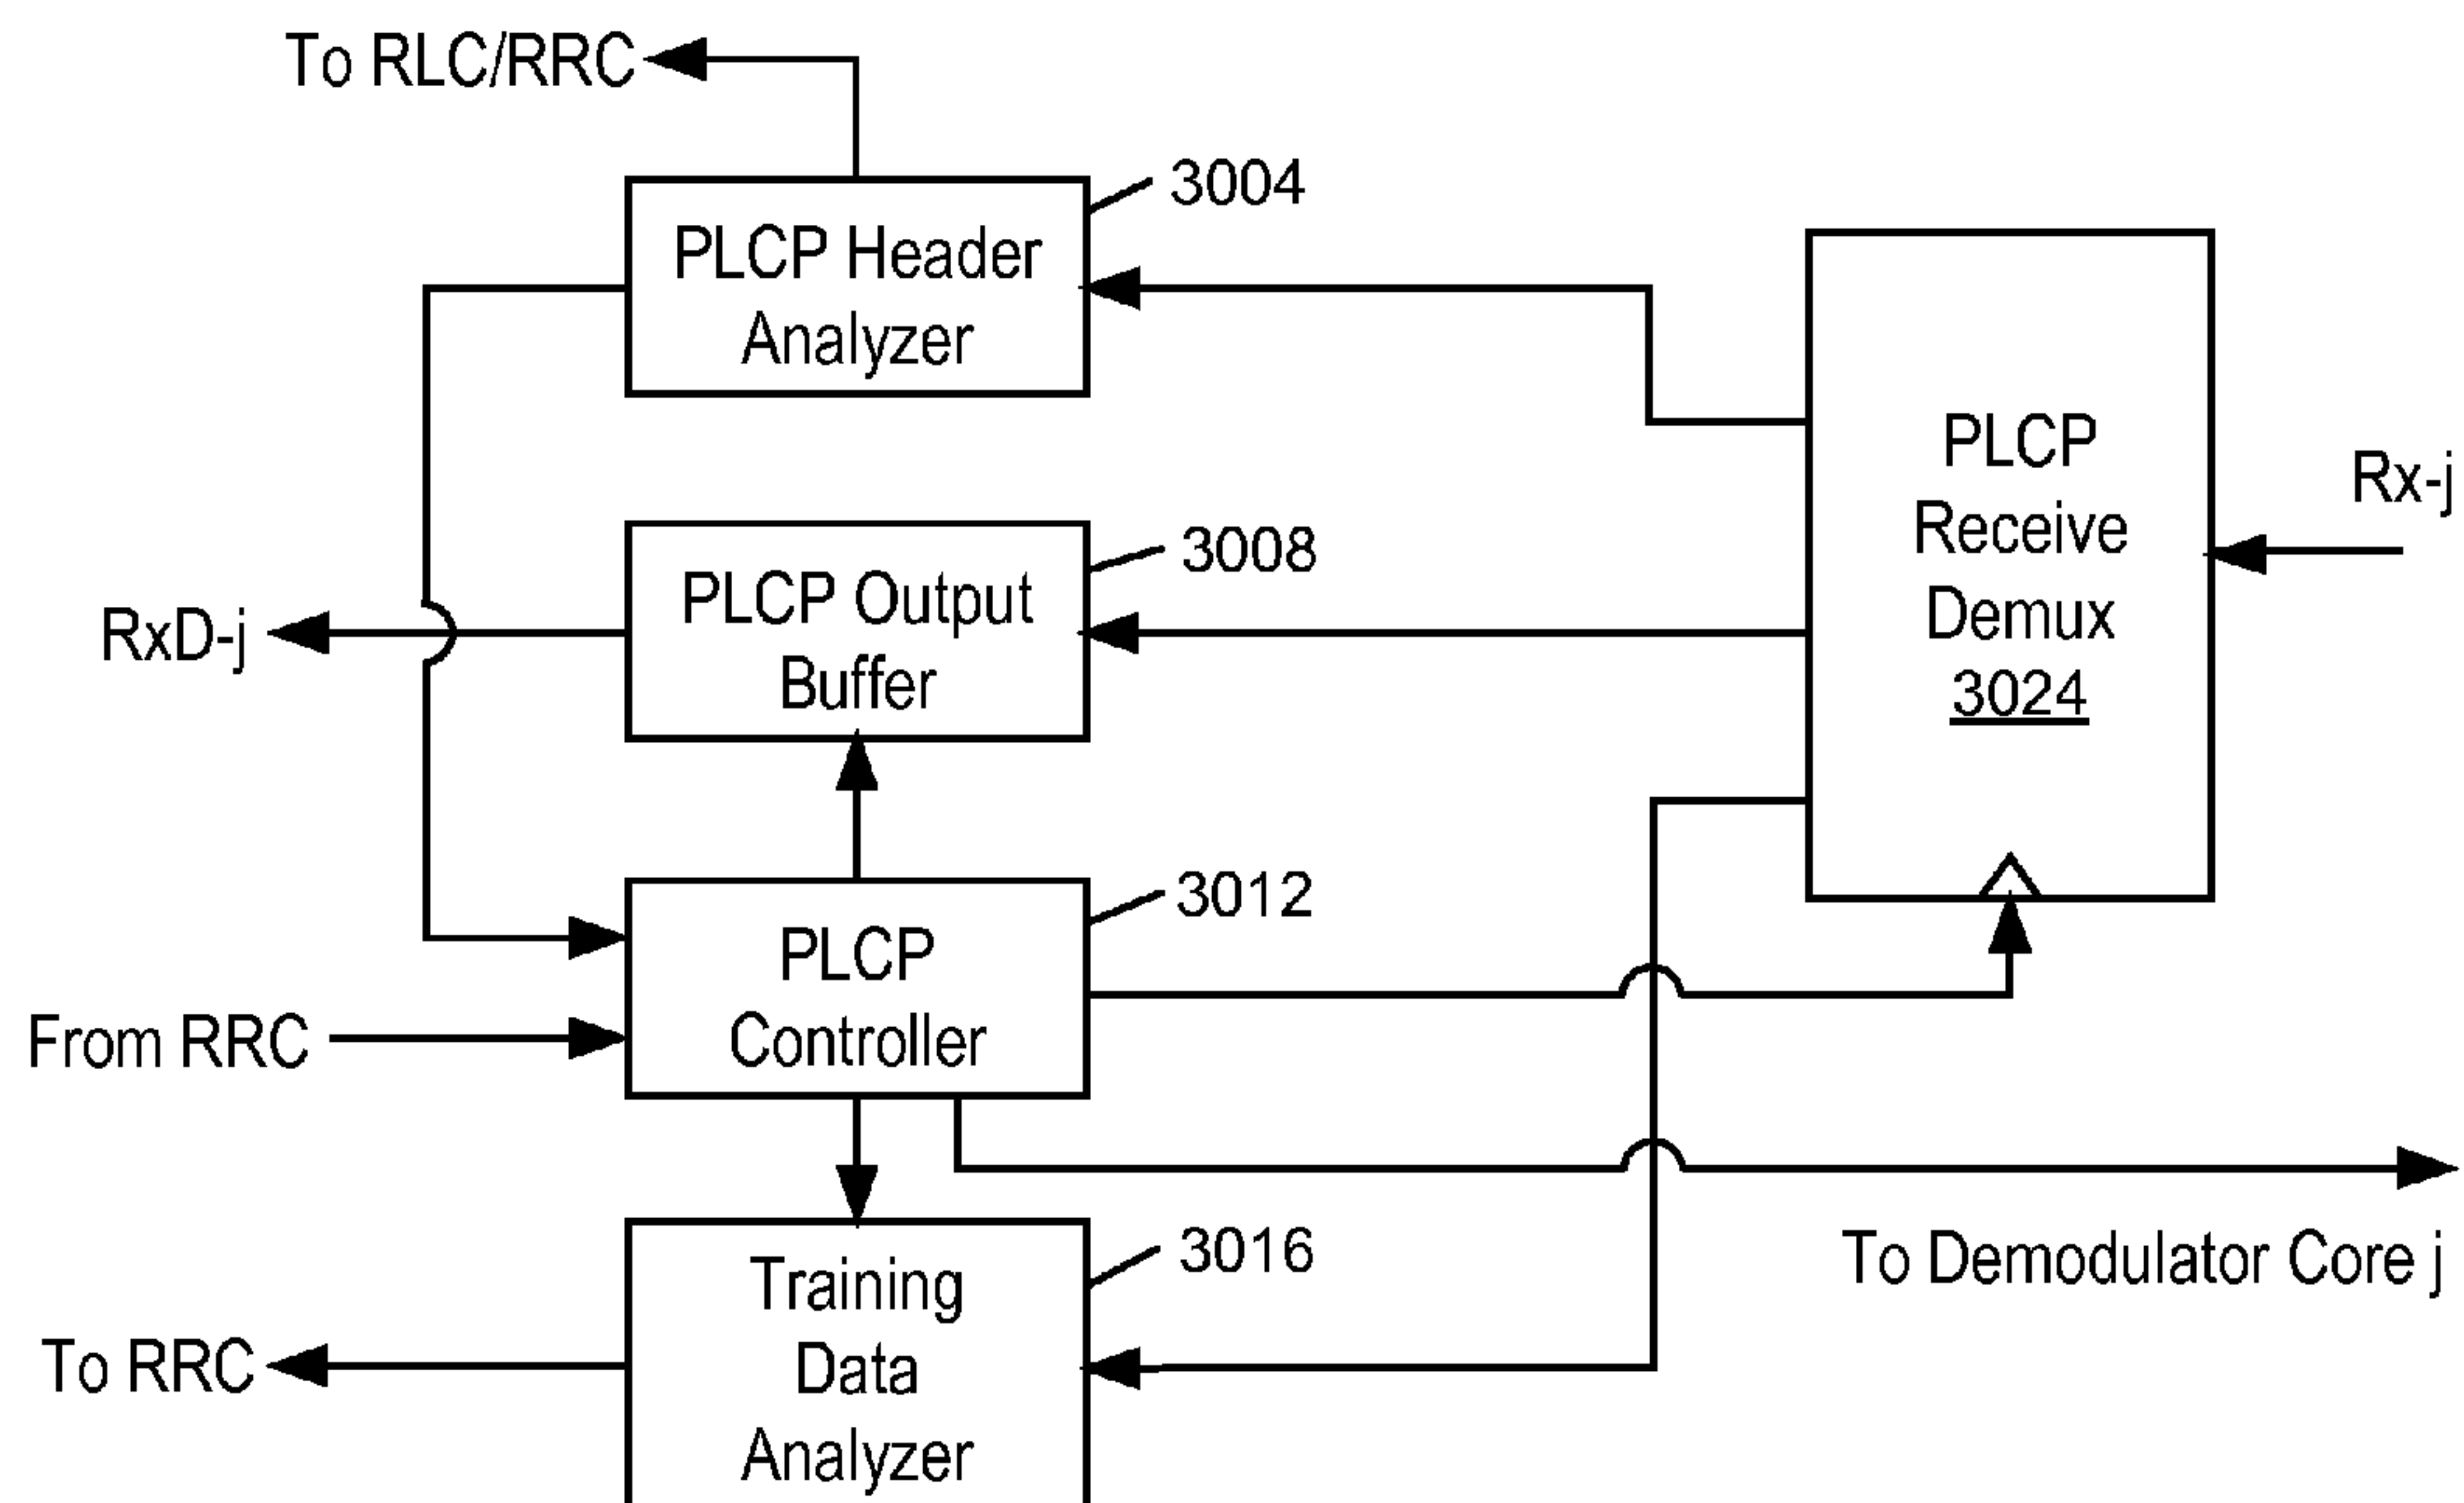 To RLC/RRC
3004
PLCP Header
Analyzer
PLCP
Receive
Demux
3024
Rx-j
3008
PLCP Output
Buffer
RxD-j
3012
PLCP
Controller
From RRC
3016
Training
Data
Analyzer
To Demodulator Core j
To RRC